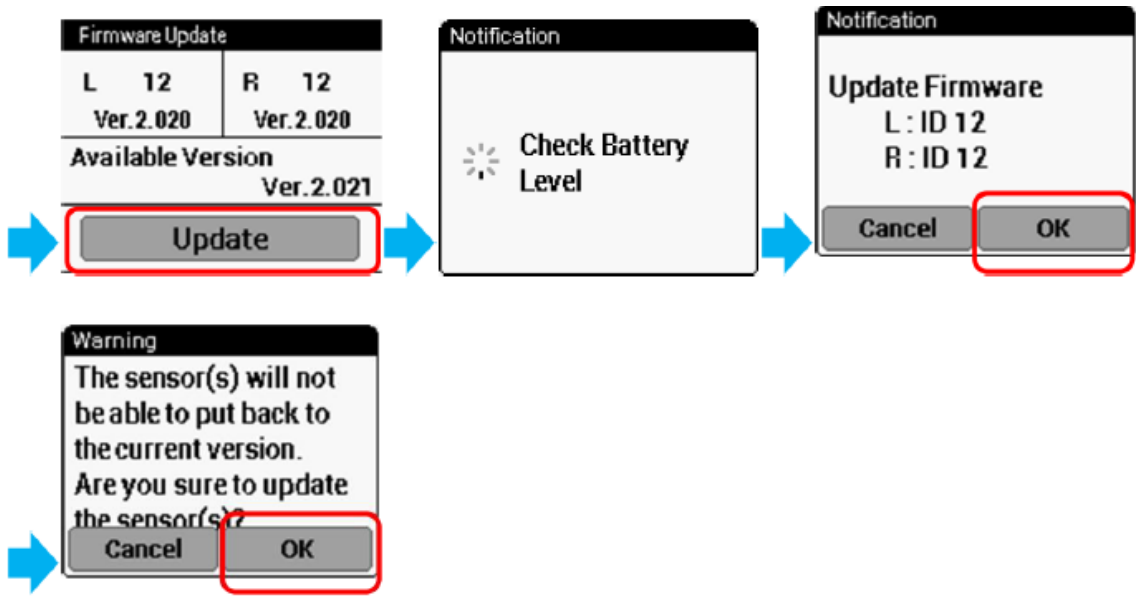 Firmware Update
L 12 R 12
Ver.2.020 Ver.2.020
Available Version
Ver.2.021
Update
Notification
Check Battery
Level
Notification
Update Firmware
L : ID 12
R : ID 12
Cancel OK
Warning
The sensor(s) will not
be able to put back to
the current version.
Are you sure to update
the sensor(s)?
Cancel OK